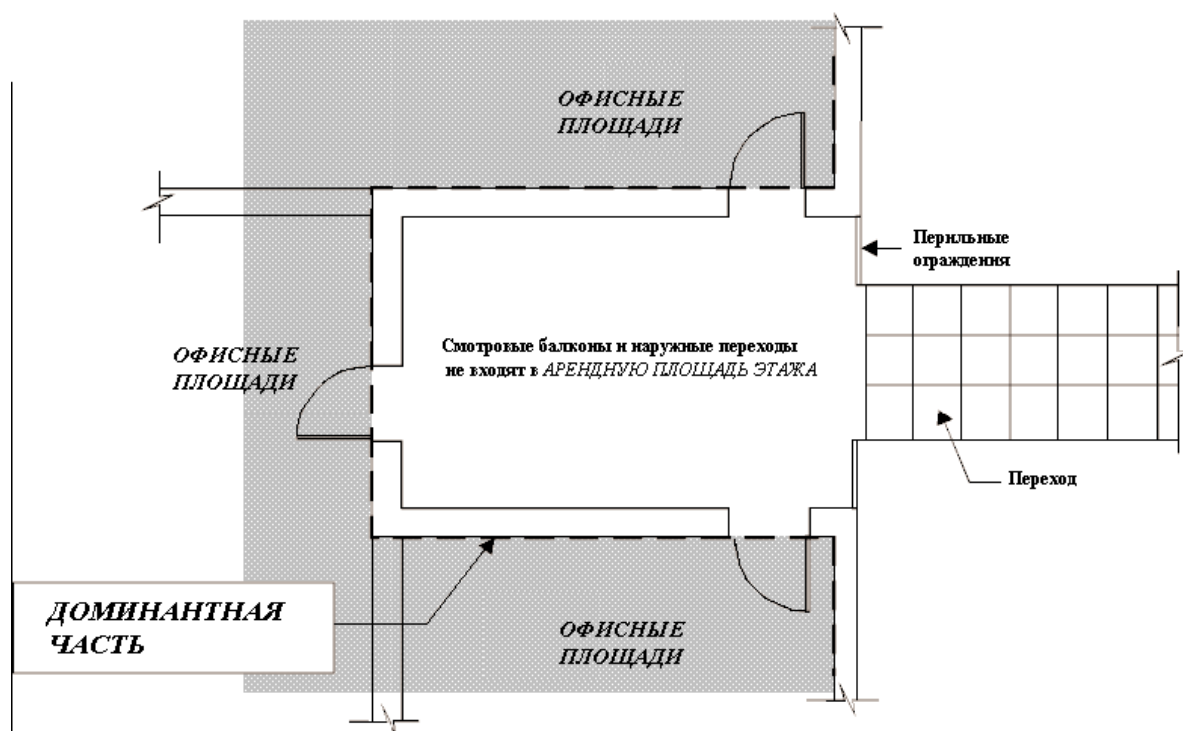 ОФИСНЫЕ
ПЛОЩАДИ
Перильные
ограждения
ОФИСНЫЕ
ПЛОЩАДИ
Смотровые балконы и наружные переходы
не входят в АРЕНДНУЮ ПЛОЩАДЬ ЭТАЖА
Переход
ДОМИНАНТНАЯ
ЧАСТЬ
ОФИСНЫЕ
ПЛОЩАДИ